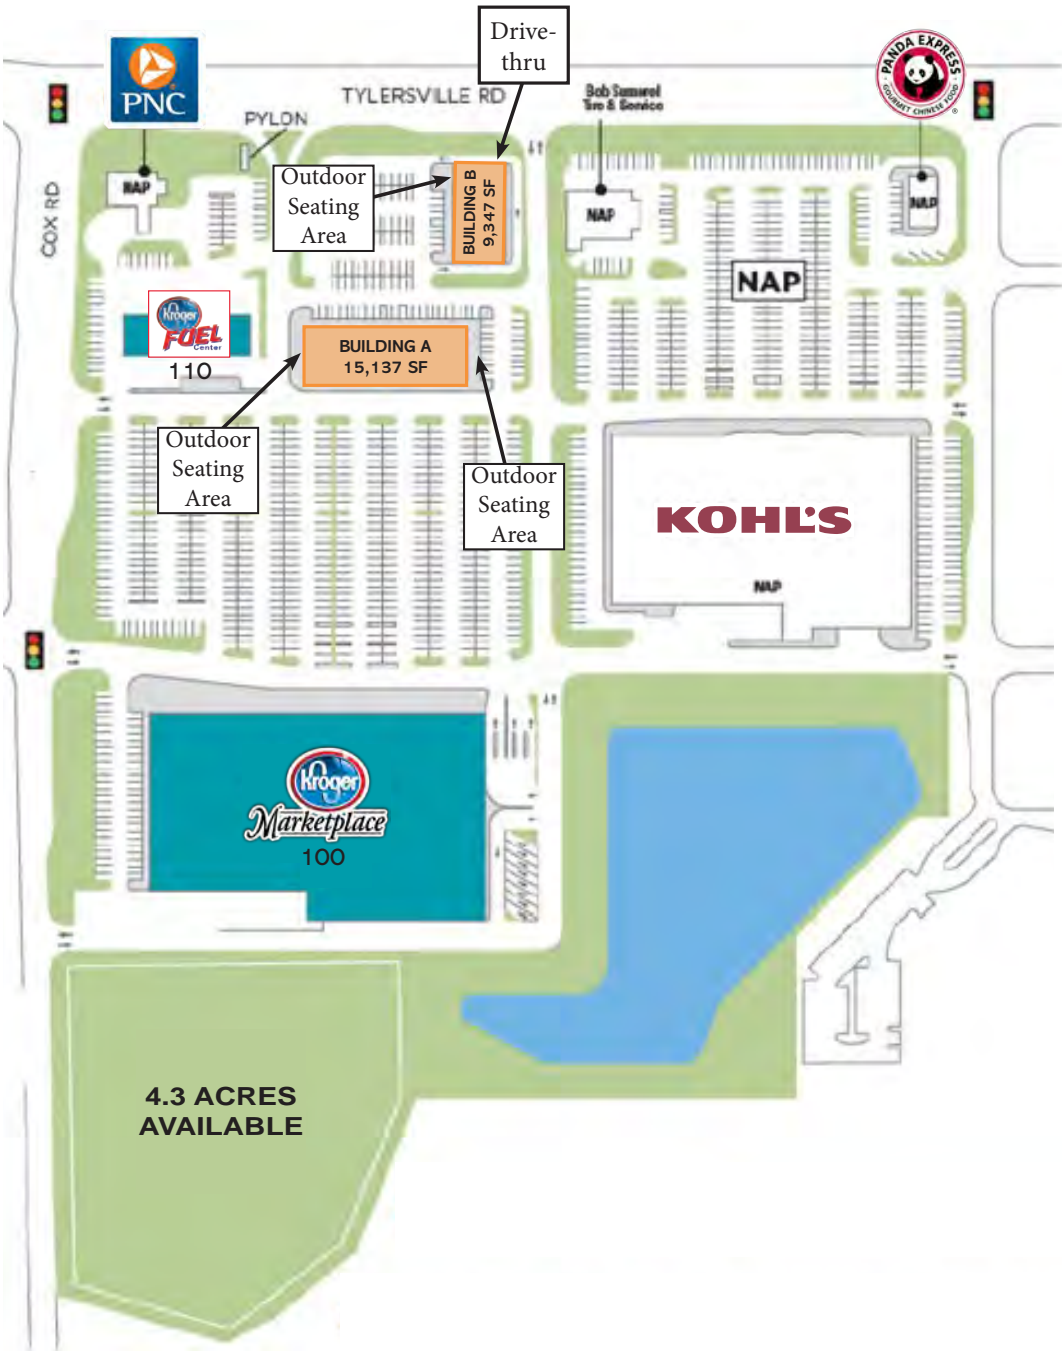 Drive-
thru
PNC
PANDA EXPRESS
GOURMET CHINESE FOOD
®
TYLERSVILLE RD
Bob Sumerel
Tire & Service
PYLON
COX RD
NAP
Outdoor
Seating
Area
BUILDING B
9,347 SF
NAP
NAP
NAP
Kroger
FUEL
Center
110
BUILDING A
15,137 SF
Outdoor
Seating
Area
Outdoor
Seating
Area
KOHL'S
NAP
Kroger
Marketplace
100
4.3 ACRES
AVAILABLE